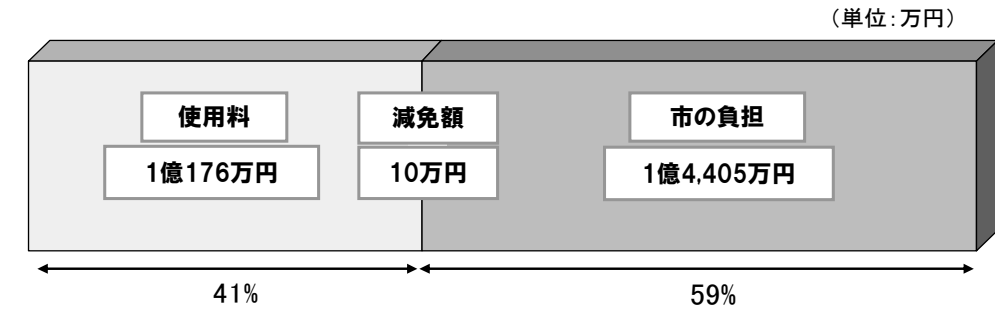 （単位：万円）
使用料
減免額
市の負担
1億176万円
10万円
1億4,405万円
41%
59%